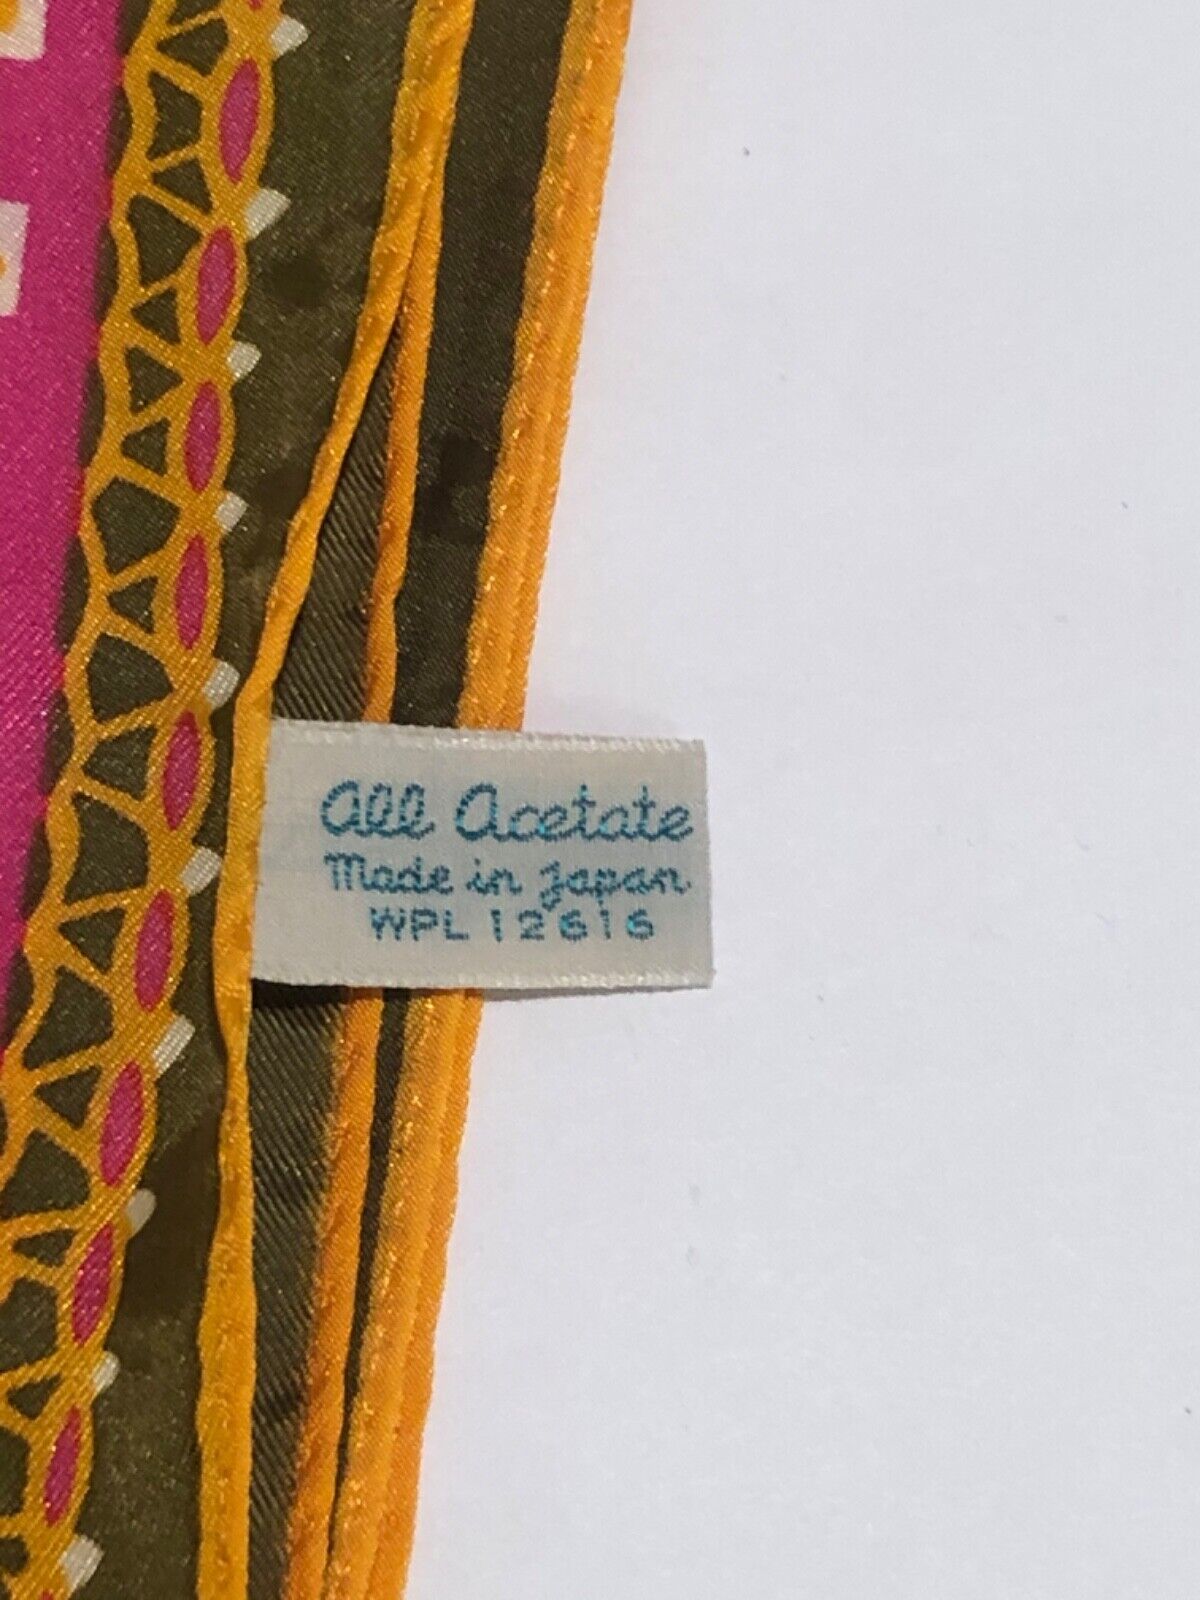 All Acetate
Made in Japan
WPL 12616